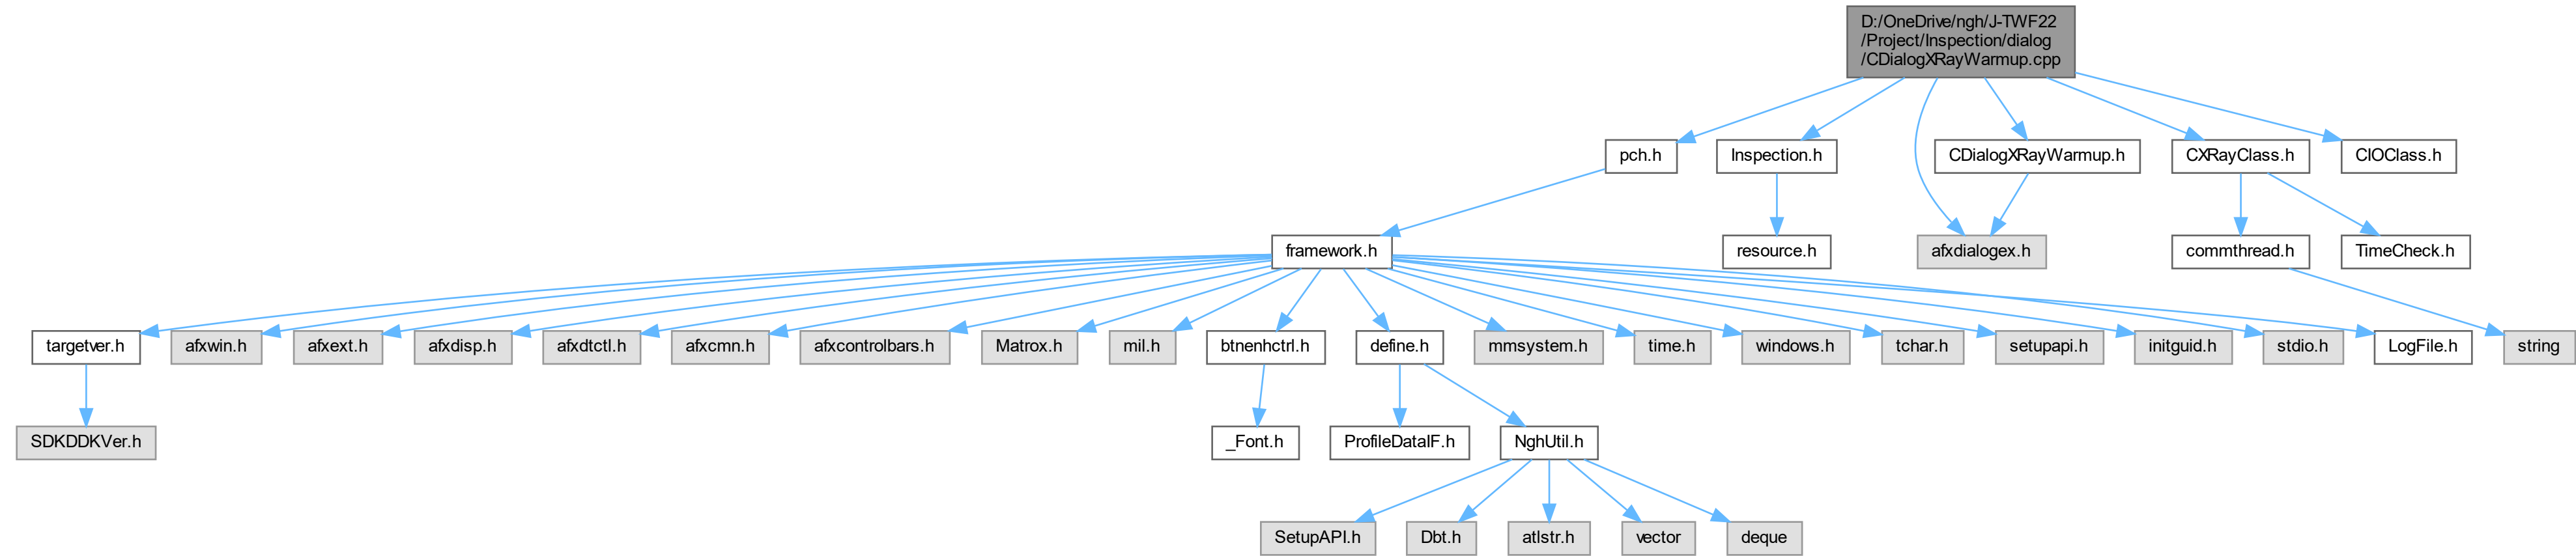 D:/OneDrive/ngh/J-TWF22
/Project/Inspection/dialog
/CDialogXRayWarmup.cpp
pch.h
Inspection.h
CDialogXRayWarmup.h
CXRayClass.h
CIOClass.h
framework.h
resource.h
afxdialogex.h
commthread.h
TimeCheck.h
targetver.h
afxwin.h
afxext.h
afxdisp.h
afxdtctl.h
afxcmn.h
afxcontrolbars.h
Matrox.h
mil.h
btnenhctrl.h
define.h
mmsystem.h
time.h
windows.h
tchar.h
setupapi.h
initguid.h
stdio.h
LogFile.h
string
SDKDDKVer.h
_Font.h
ProfileDataIF.h
NghUtil.h
SetupAPI.h
Dbt.h
atlstr.h
vector
deque